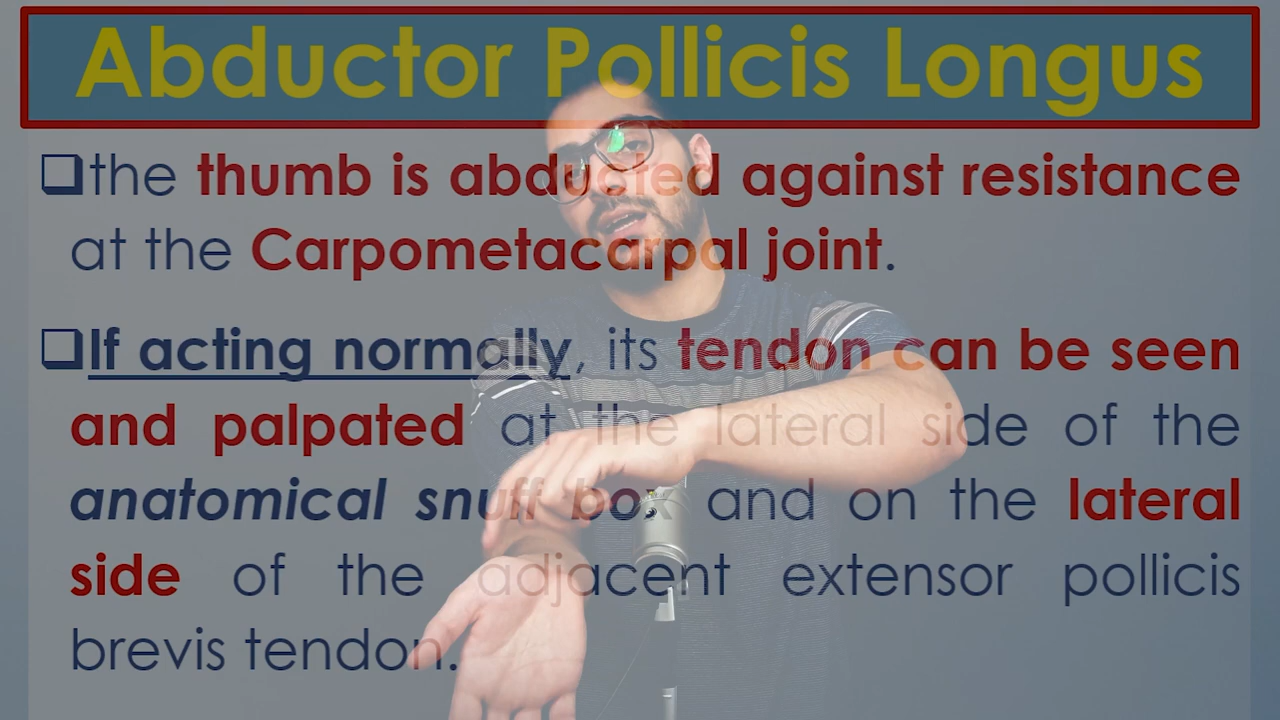 Abductor Pollicis Longus
❑the thumb is abducted against resistance
at the Carpometacarpal joint.
❑If acting normally, its tendon can be seen
and palpated at the lateral side of the
anatomical snuff box and on the lateral
side of the adjacent extensor pollicis
brevis tendon.